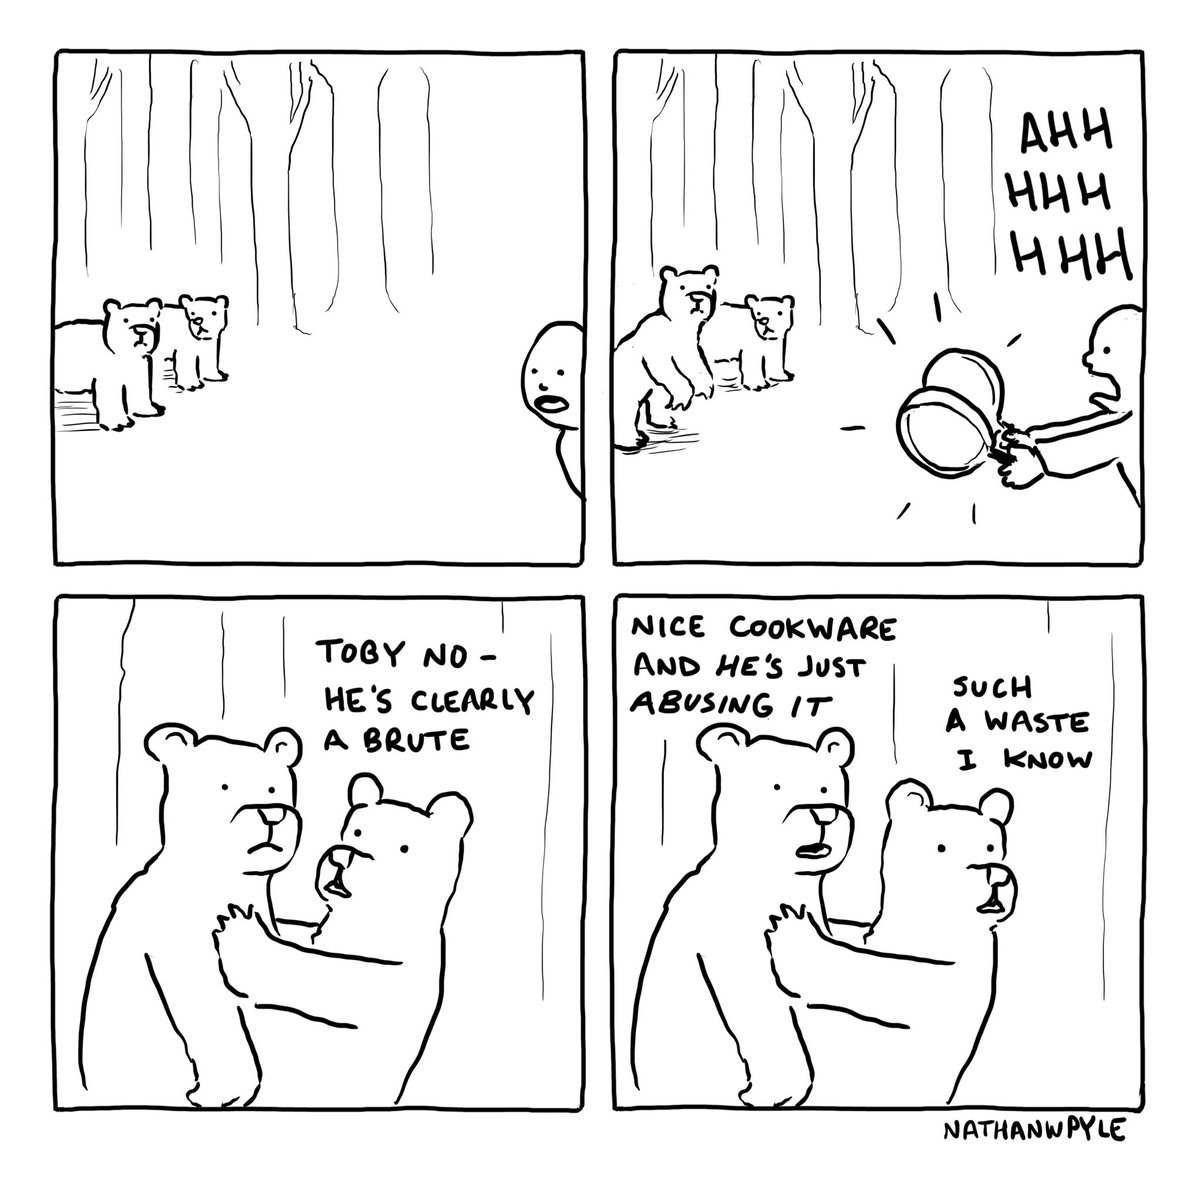 AHH
HHH
HHH
TOBY NO -
HE'S CLEARLY
A BRUTE
NICE COOKWARE
AND HE'S JUST
ABUSING IT
SUCH
A WASTE
I KNOW
NATHANWPYLE